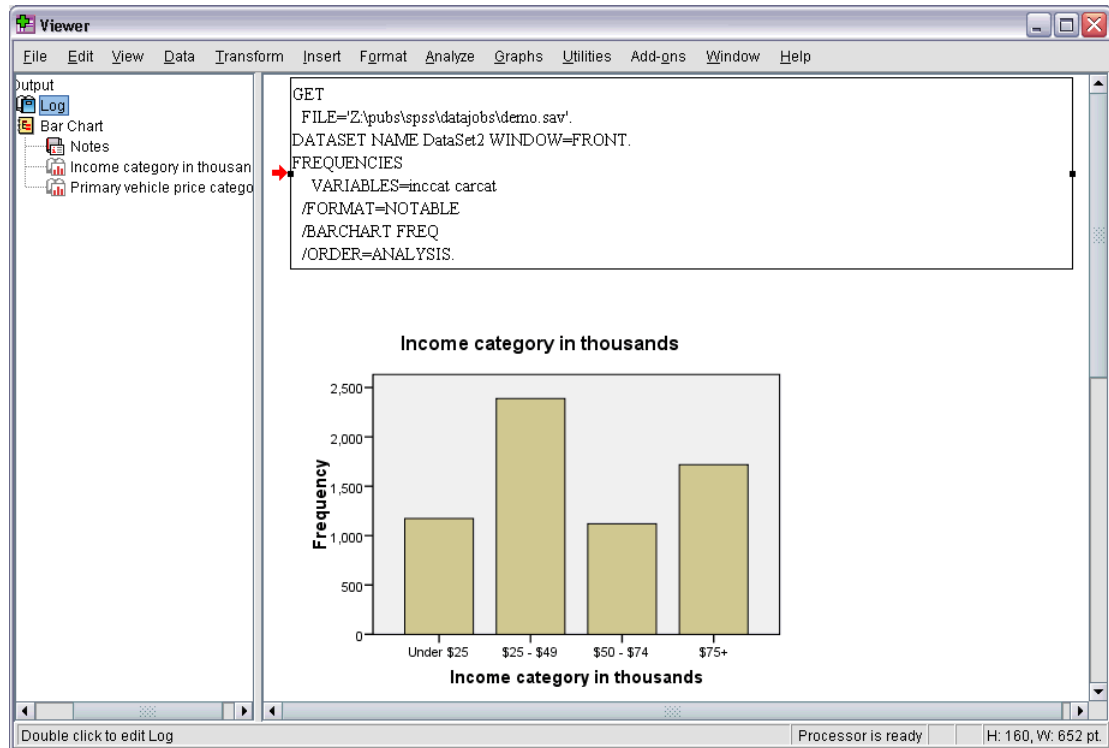 Viewer
File Edit View Data Transform Insert Format Analyze Graphs Utilities Add-ons Window Help
Output
Log
Bar Chart
Notes
Income category in thousan
Primary vehicle price catego
GET
FILE='Z:\pubs\spss\datajobs\demo.sav'.
DATASET NAME DataSet2 WINDOW=FRONT.
FREQUENCIES
VARIABLES=inccat carcat
/FORMAT=NOTABLE
/BARCHART FREQ
/ORDER=ANALYSIS.
Income category in thousands
Frequency
2,500
2,000
1,500
1,000
500
0
Under $25 $25 - $49 $50 - $74 $75+
Income category in thousands
Double click to edit Log Processor is ready H: 160, W: 652 pt.